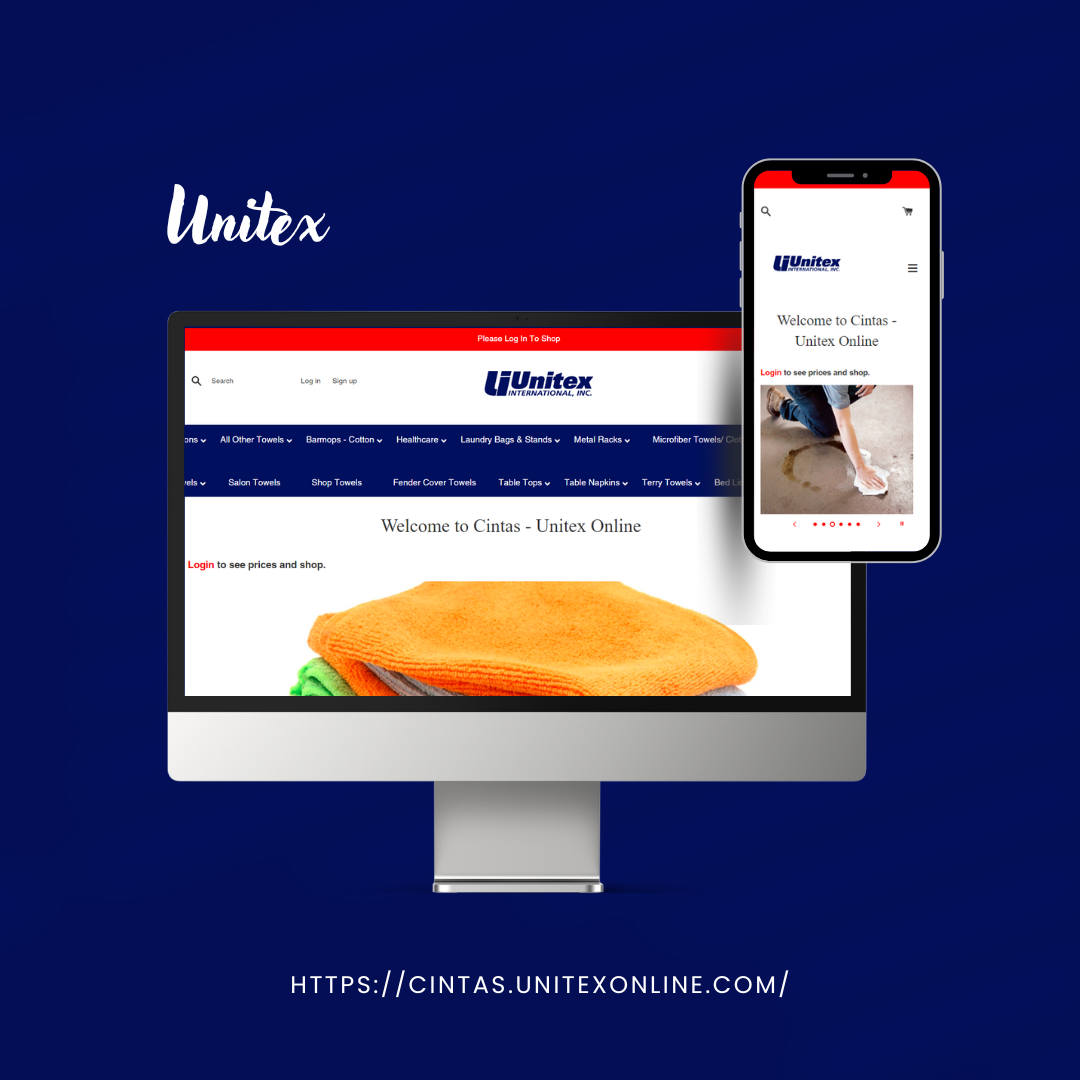 Unitex
Please Log In To Shop
Search
Log in Sign up
Unitex
INTERNATIONAL, INC.
ons All Other Towels Barmops - Cotton Healthcare Laundry Bags & Stands Metal Racks Microfiber Towels/ Clot
vels Salon Towels Shop Towels Fender Cover Towels Table Tops Table Napkins Terry Towels Bed Li
Welcome to Cintas - Unitex Online
Login to see prices and shop.
Unitex
INTERNATIONAL, INC.
Welcome to Cintas -
Unitex Online
Login to see prices and shop.
HTTPS://CINTAS.UNITEXONLINE.COM/